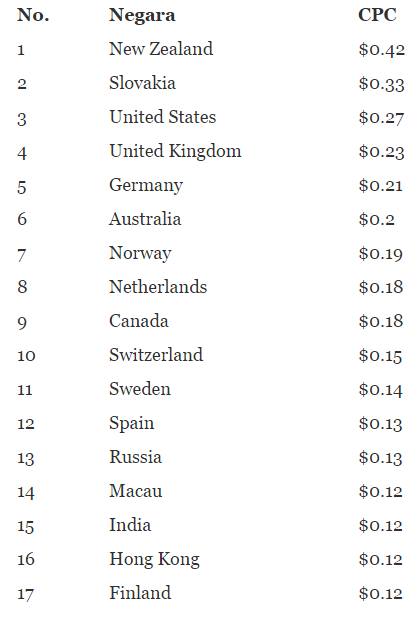 No. Negara CPC
1 New Zealand $0.42
2 Slovakia $0.33
3 United States $0.27
4 United Kingdom $0.23
5 Germany $0.21
6 Australia $0.2
7 Norway $0.19
8 Netherlands $0.18
9 Canada $0.18
10 Switzerland $0.15
11 Sweden $0.14
12 Spain $0.13
13 Russia $0.13
14 Macau $0.12
15 India $0.12
16 Hong Kong $0.12
17 Finland $0.12